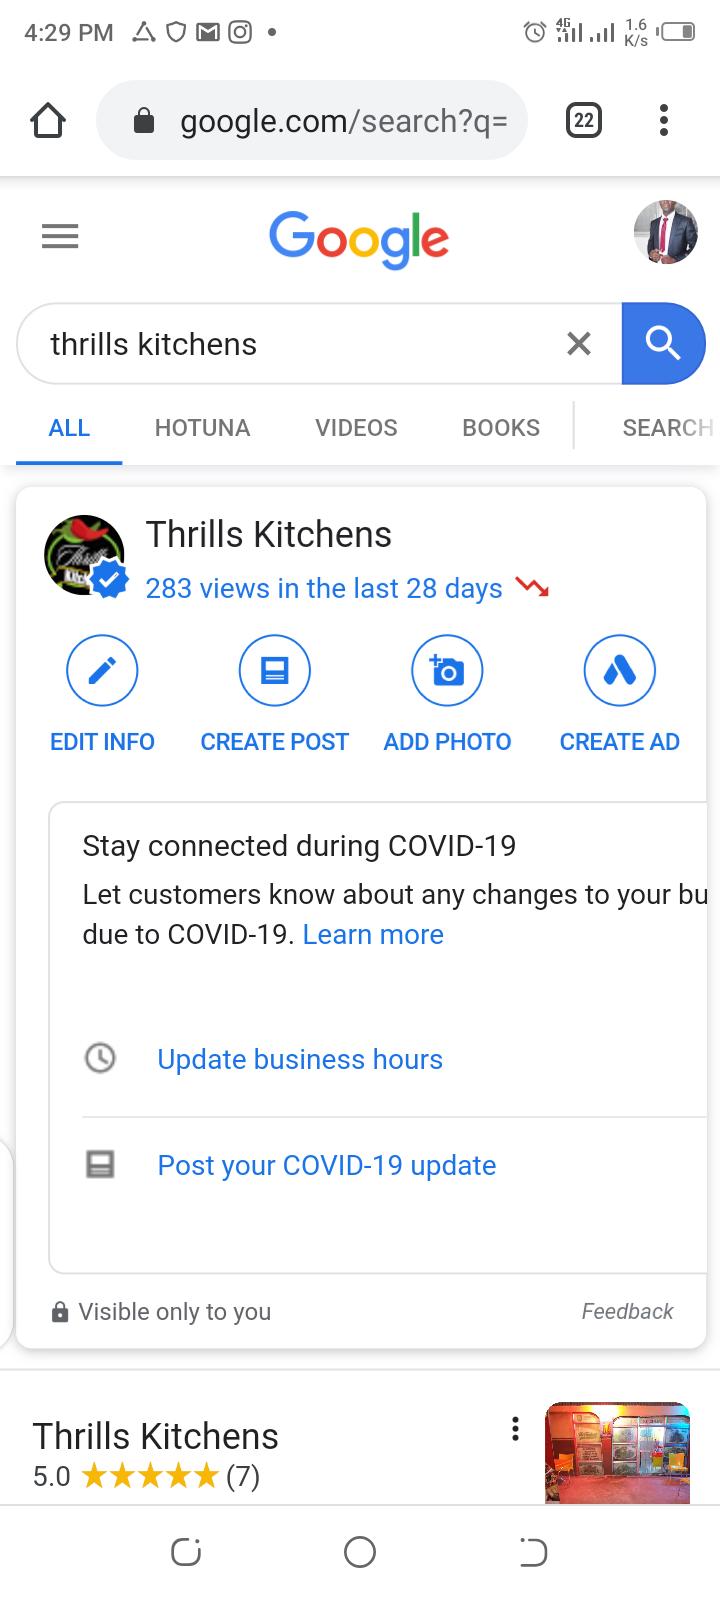 4:29 PM
4G
1.6
K/s
google.com/search?q=
22
Google
thrills kitchens
ALL HOTUNA VIDEOS BOOKS SEARCH
Thrills Kitchens
283 views in the last 28 days
EDIT INFO CREATE POST ADD PHOTO CREATE AD
Stay connected during COVID-19
Let customers know about any changes to your bu
due to COVID-19. Learn more
Update business hours
Post your COVID-19 update
Visible only to you Feedback
Thrills Kitchens
5.0 (7)